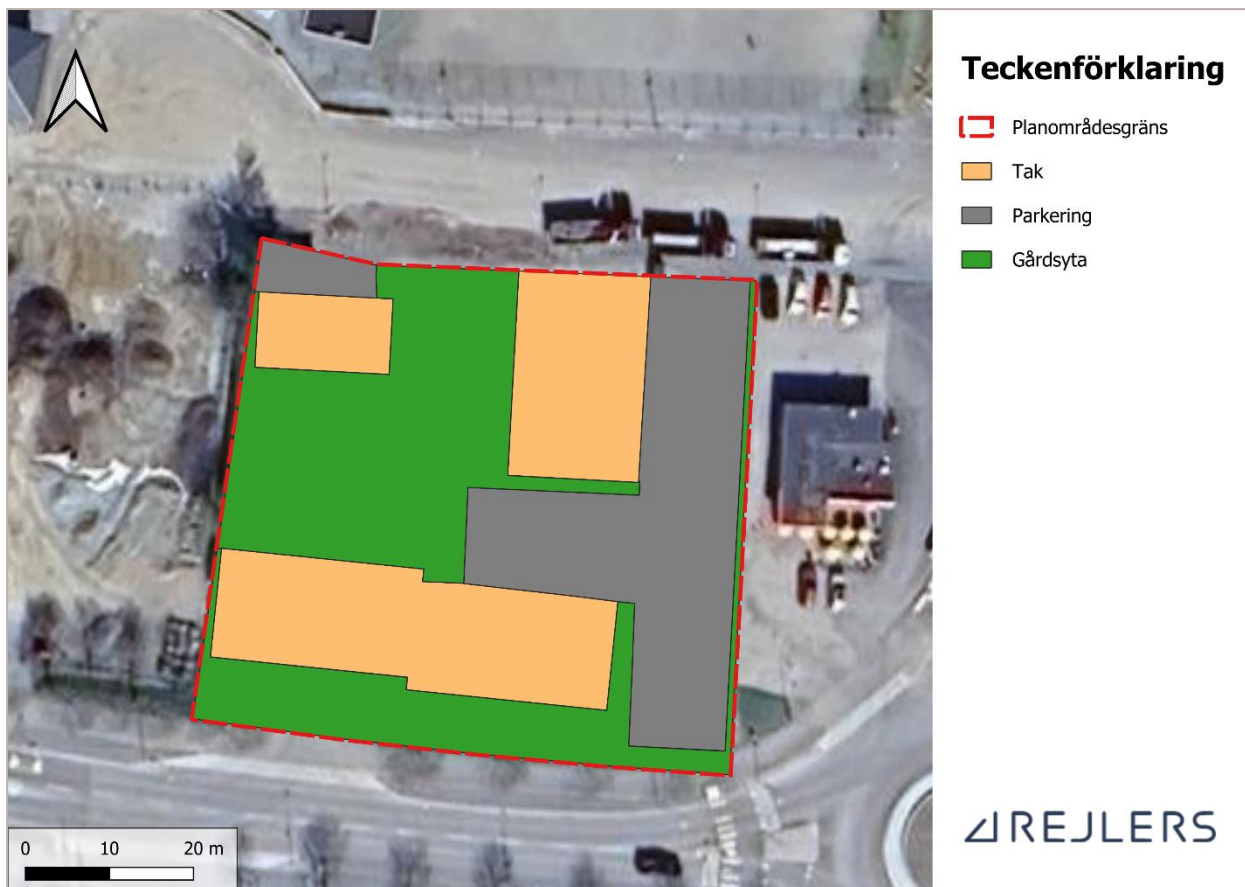 Teckenförklaring
Planområdesgräns
Tak
Parkering
Gårdsyta
REJLERS
0 10 20 m